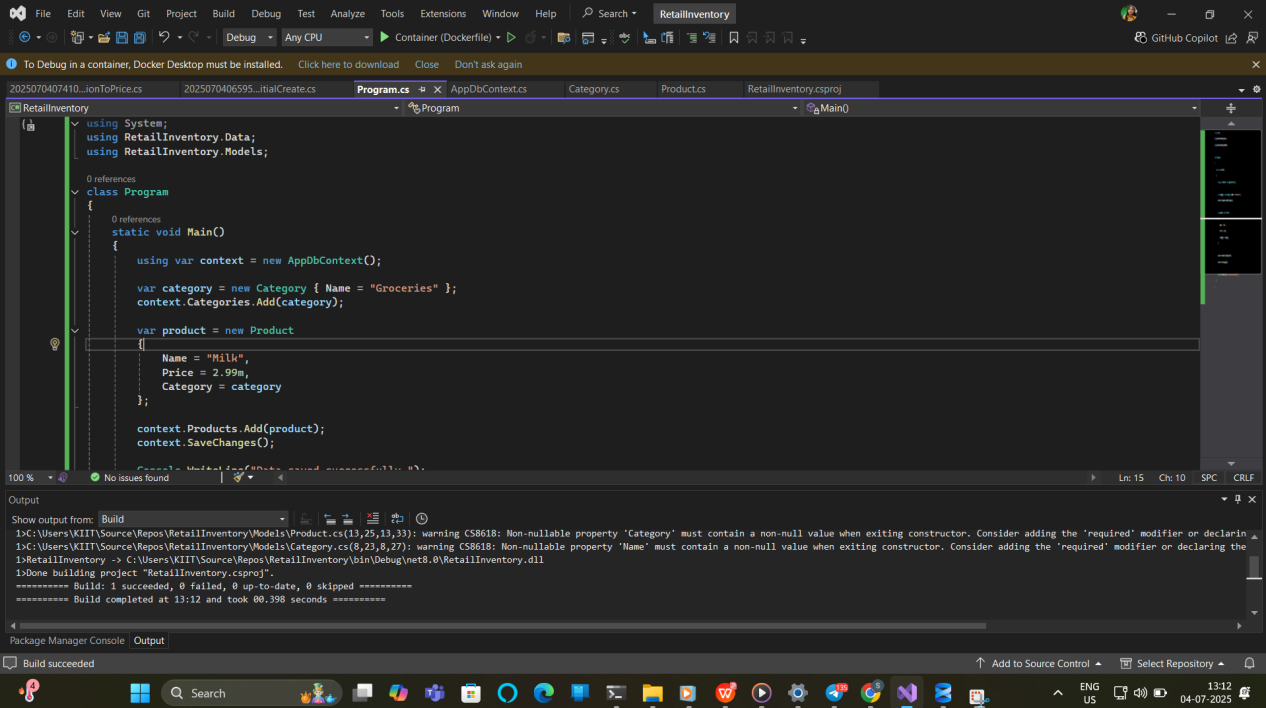 File Edit View Git Project Build Debug Test Analyze Tools Extensions Window Help Search RetailInventory
Debug Any CPU Container (Dockerfile) GitHub Copilot
To Debug in a container, Docker Desktop must be installed. Click here to download Close Don't ask again
2025070407410...ionToPrice.cs 2025070406595...itialCreate.cs Program.cs AppDbContext.cs Category.cs Product.cs RetailInventory.csproj
RetailInventory Program Main()
using System;
using RetailInventory.Data;
using RetailInventory.Models;
0 references
class Program
{
0 references
static void Main()
{
using var context = new AppDbContext();
var category = new Category { Name = "Groceries" };
context.Categories.Add(category);
var product = new Product
{
Name = "Milk",
Price = 2.99m,
Category = category
};
context.Products.Add(product);
context.SaveChanges();
Console.WriteLine("Data saved successfully.");
100 % No issues found Ln: 15 Ch: 10 SPC CRLF
Output
Show output from: Build
1>C:\Users\KIIT\Source\Repos\RetailInventory\Models\Product.cs(13,25,13,33): warning CS8618: Non-nullable property 'Category' must contain a non-null value when exiting constructor. Consider adding the 'required' modifier or declarin
1>C:\Users\KIIT\Source\Repos\RetailInventory\Models\Category.cs(8,23,8,27): warning CS8618: Non-nullable property 'Name' must contain a non-null value when exiting constructor. Consider adding the 'required' modifier or declaring the
1>RetailInventory -> C:\Users\KIIT\Source\Repos\RetailInventory\bin\Debug\net8.0\RetailInventory.dll
1>Done building project "RetailInventory.csproj".
========== Build: 1 succeeded, 0 failed, 0 up-to-date, 0 skipped ==========
========== Build completed at 13:12 and took 00.398 seconds ==========
Package Manager Console Output
Build succeeded Add to Source Control Select Repository
4 Search 135 ENG 13:12
US 04-07-2025